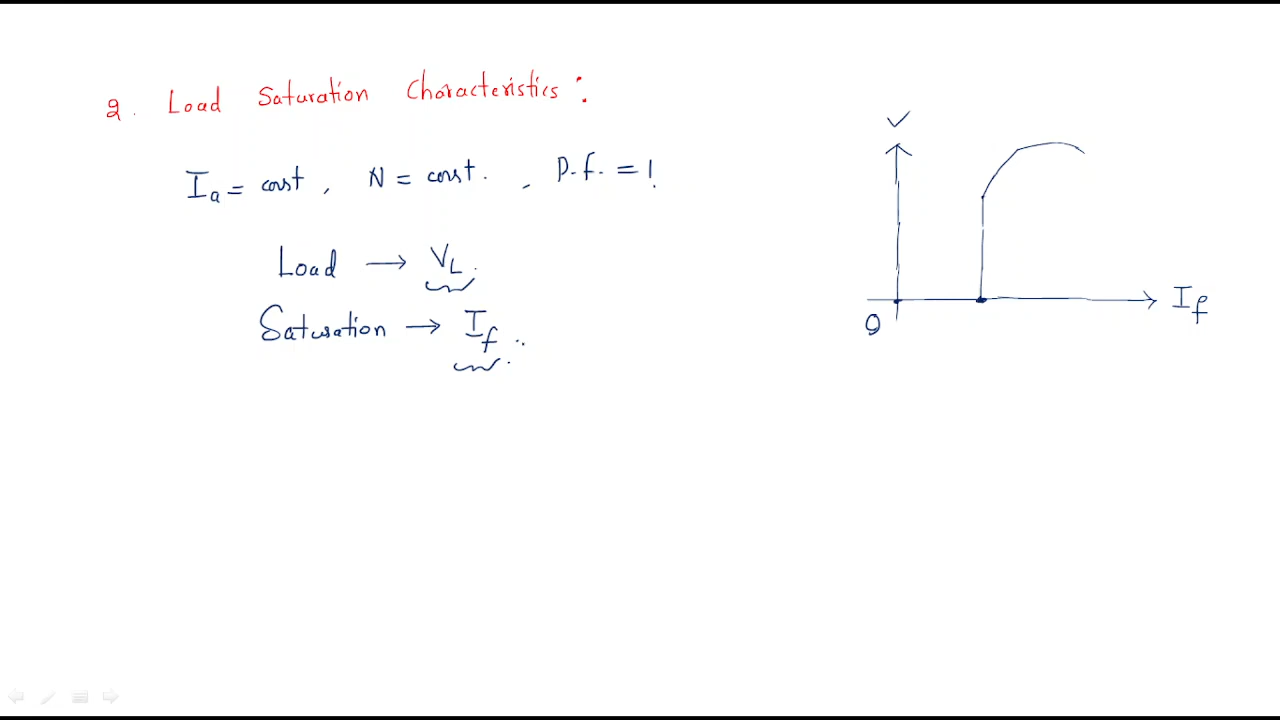 2. Load Saturation Characteristics :
Ia = const , N = const. , P.f. = 1
Load → VL.
Saturation → If ..
V
If
0